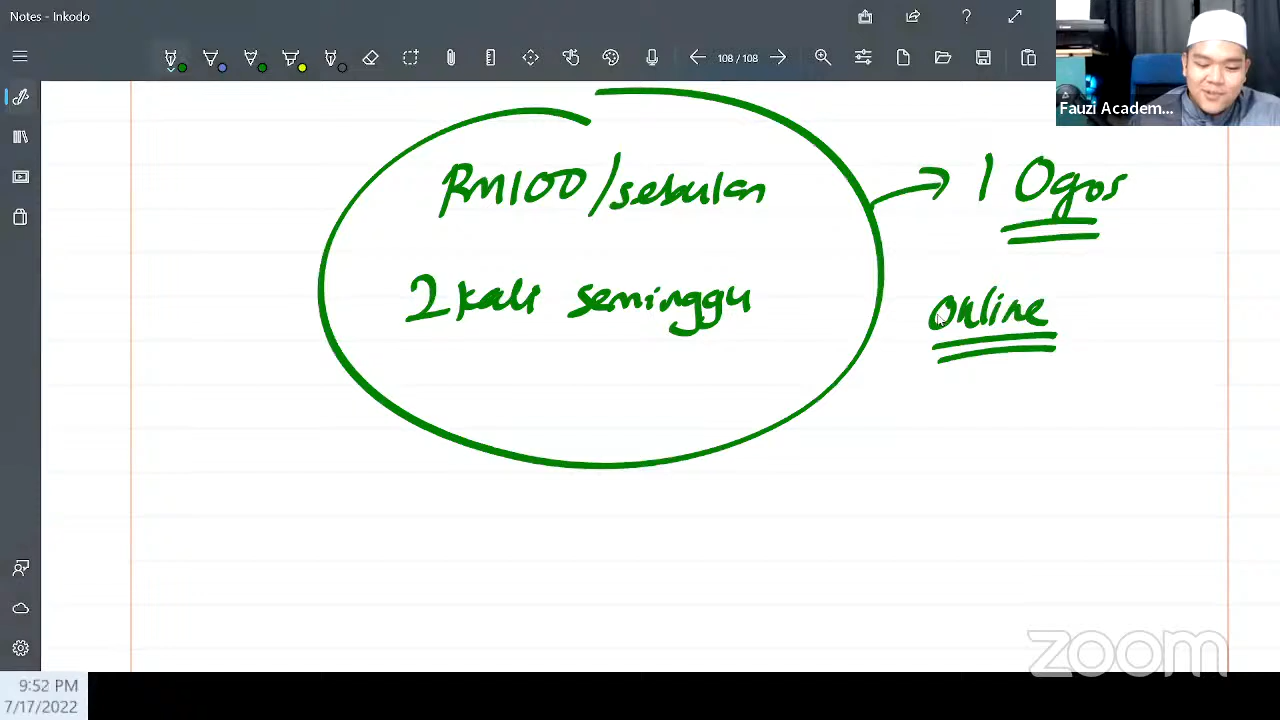 Notes - Inkodo
108 / 108
Fauzi Academ...
RM100/sebulan
1 Ogos
2 kali seminggu
online
zoom
9:52 PM
7/17/2022